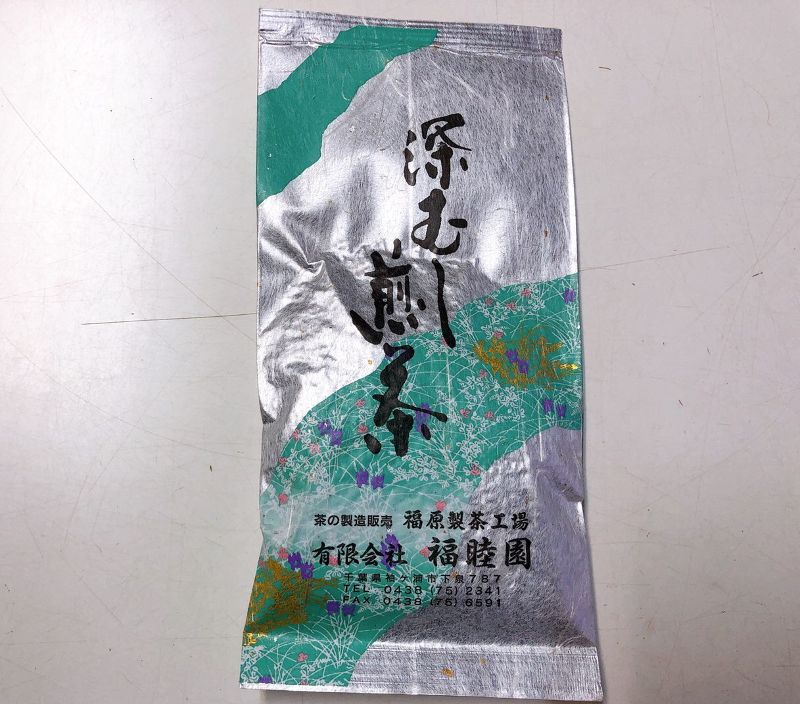 深むし
煎茶
茶の製造販売 福原製茶工場
有限会社 福睦園
千葉県袖ケ浦市下泉787
TEL 0438 (75) 2341
FAX 0438 (75) 6591